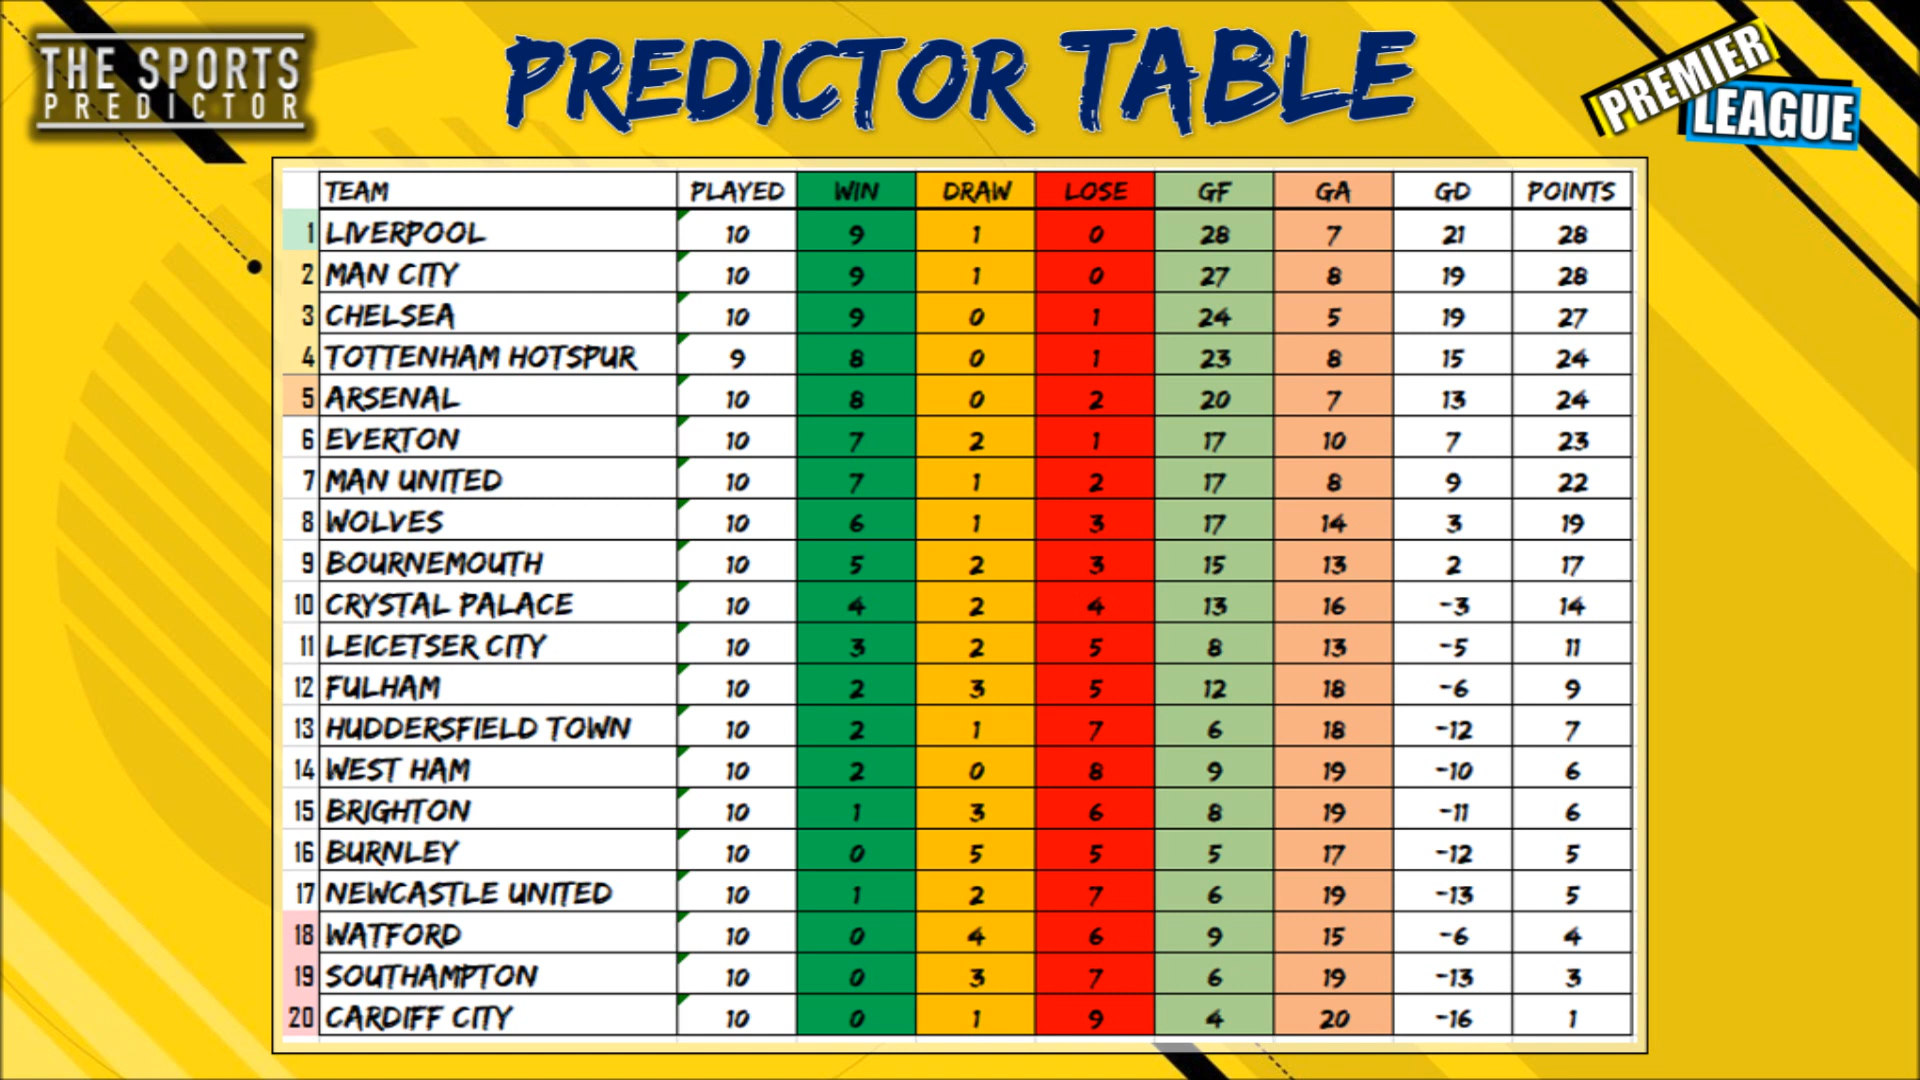 THE SPORTS
PREDICTOR
PREDICTOR TABLE
PREMIER
LEAGUE
TEAM PLAYED WIN DRAW LOSE GF GA GD POINTS
1 LIVERPOOL 10 9 1 0 28 7 21 28
2 MAN CITY 10 9 1 0 27 8 19 28
3 CHELSEA 10 9 0 1 24 5 19 27
4 TOTTENHAM HOTSPUR 9 8 0 1 23 8 15 24
5 ARSENAL 10 8 0 2 20 7 13 24
6 EVERTON 10 7 2 1 17 10 7 23
7 MAN UNITED 10 7 1 2 17 8 9 22
8 WOLVES 10 6 1 3 17 14 3 19
9 BOURNEMOUTH 10 5 2 3 15 13 2 17
10 CRYSTAL PALACE 10 4 2 4 13 16 -3 14
11 LEICETSER CITY 10 3 2 5 8 13 -5 11
12 FULHAM 10 2 3 5 12 18 -6 9
13 HUDDERSFIELD TOWN 10 2 1 7 6 18 -12 7
14 WEST HAM 10 2 0 8 9 19 -10 6
15 BRIGHTON 10 1 3 6 8 19 -11 6
16 BURNLEY 10 0 5 5 5 17 -12 5
17 NEWCASTLE UNITED 10 1 2 7 6 19 -13 5
18 WATFORD 10 0 4 6 9 15 -6 4
19 SOUTHAMPTON 10 0 3 7 6 19 -13 3
20 CARDIFF CITY 10 0 1 9 4 20 -16 1